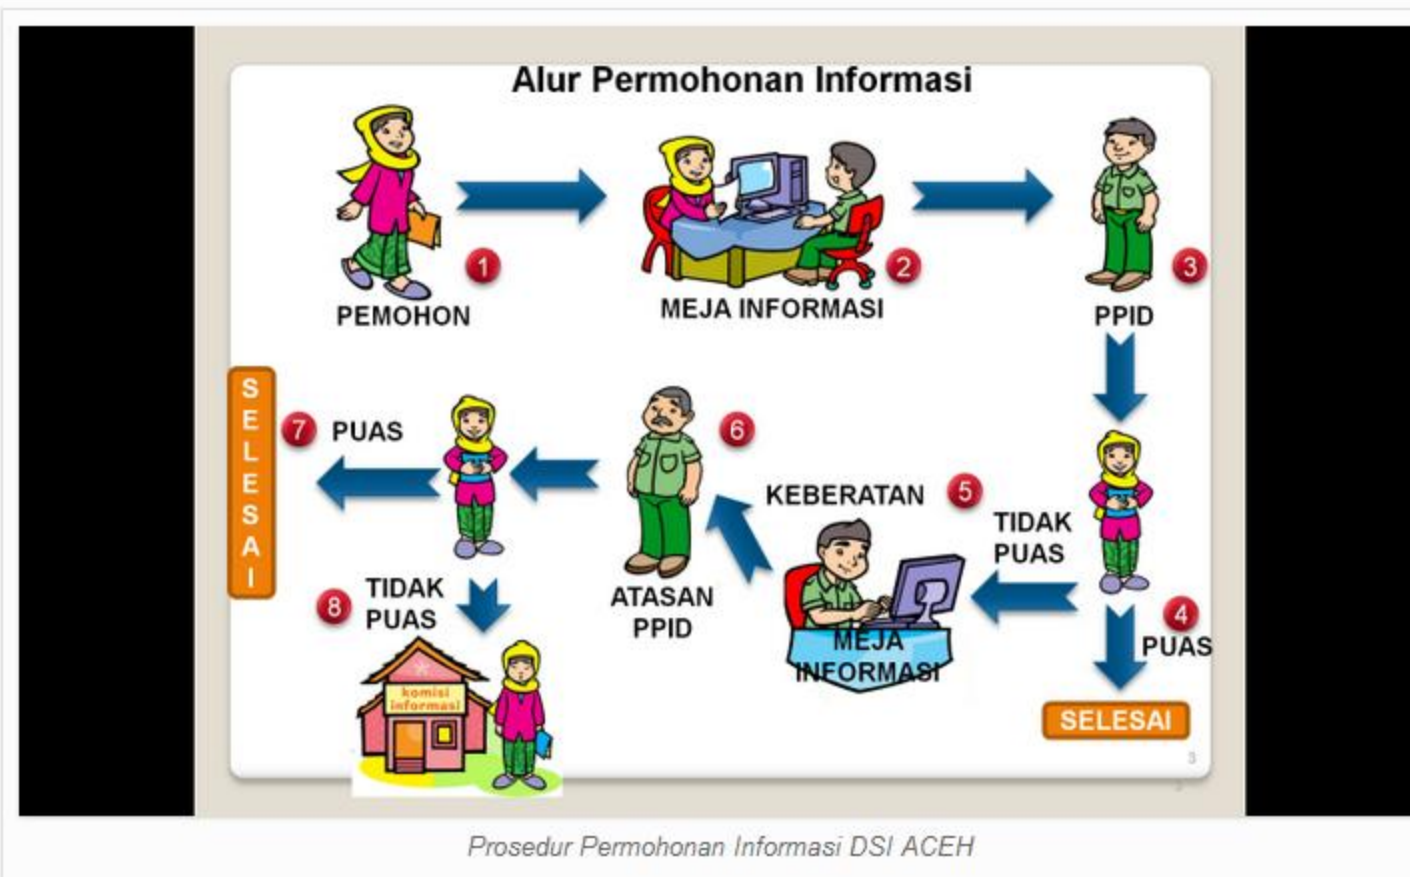 Alur Permohonan Informasi
1
PEMOHON
2
MEJA INFORMASI
3
PPID
4
PUAS
SELESAI
TIDAK
PUAS
5
KEBERATAN
MEJA
INFORMASI
6
ATASAN
PPID
7
PUAS
S
E
L
E
S
A
I
8
TIDAK
PUAS
komisi
informasi
3
Prosedur Permohonan Informasi DSI ACEH